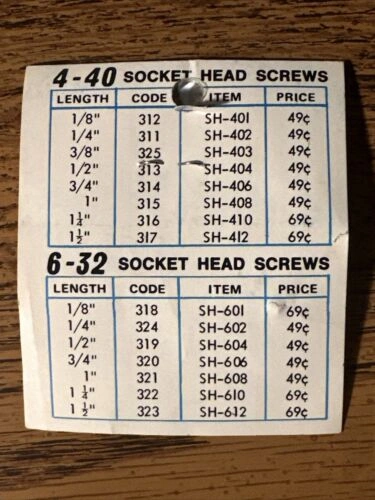 4-40 SOCKET HEAD SCREWS
LENGTH CODE ITEM PRICE
1/8" 312 SH-401 49¢
1/4" 311 SH-402 49¢
3/8" 325 SH-403 49¢
1/2" 313 SH-404 49¢
3/4" 314 SH-406 49¢
1" 315 SH-408 49¢
1¼" 316 SH-410 69¢
1½" 317 SH-412 69¢
6-32 SOCKET HEAD SCREWS
LENGTH CODE ITEM PRICE
1/8" 318 SH-601 69¢
1/4" 324 SH-602 49¢
1/2" 319 SH-604 49¢
3/4" 320 SH-606 49¢
1" 321 SH-608 49¢
1¼" 322 SH-610 69¢
1½" 323 SH-612 69¢